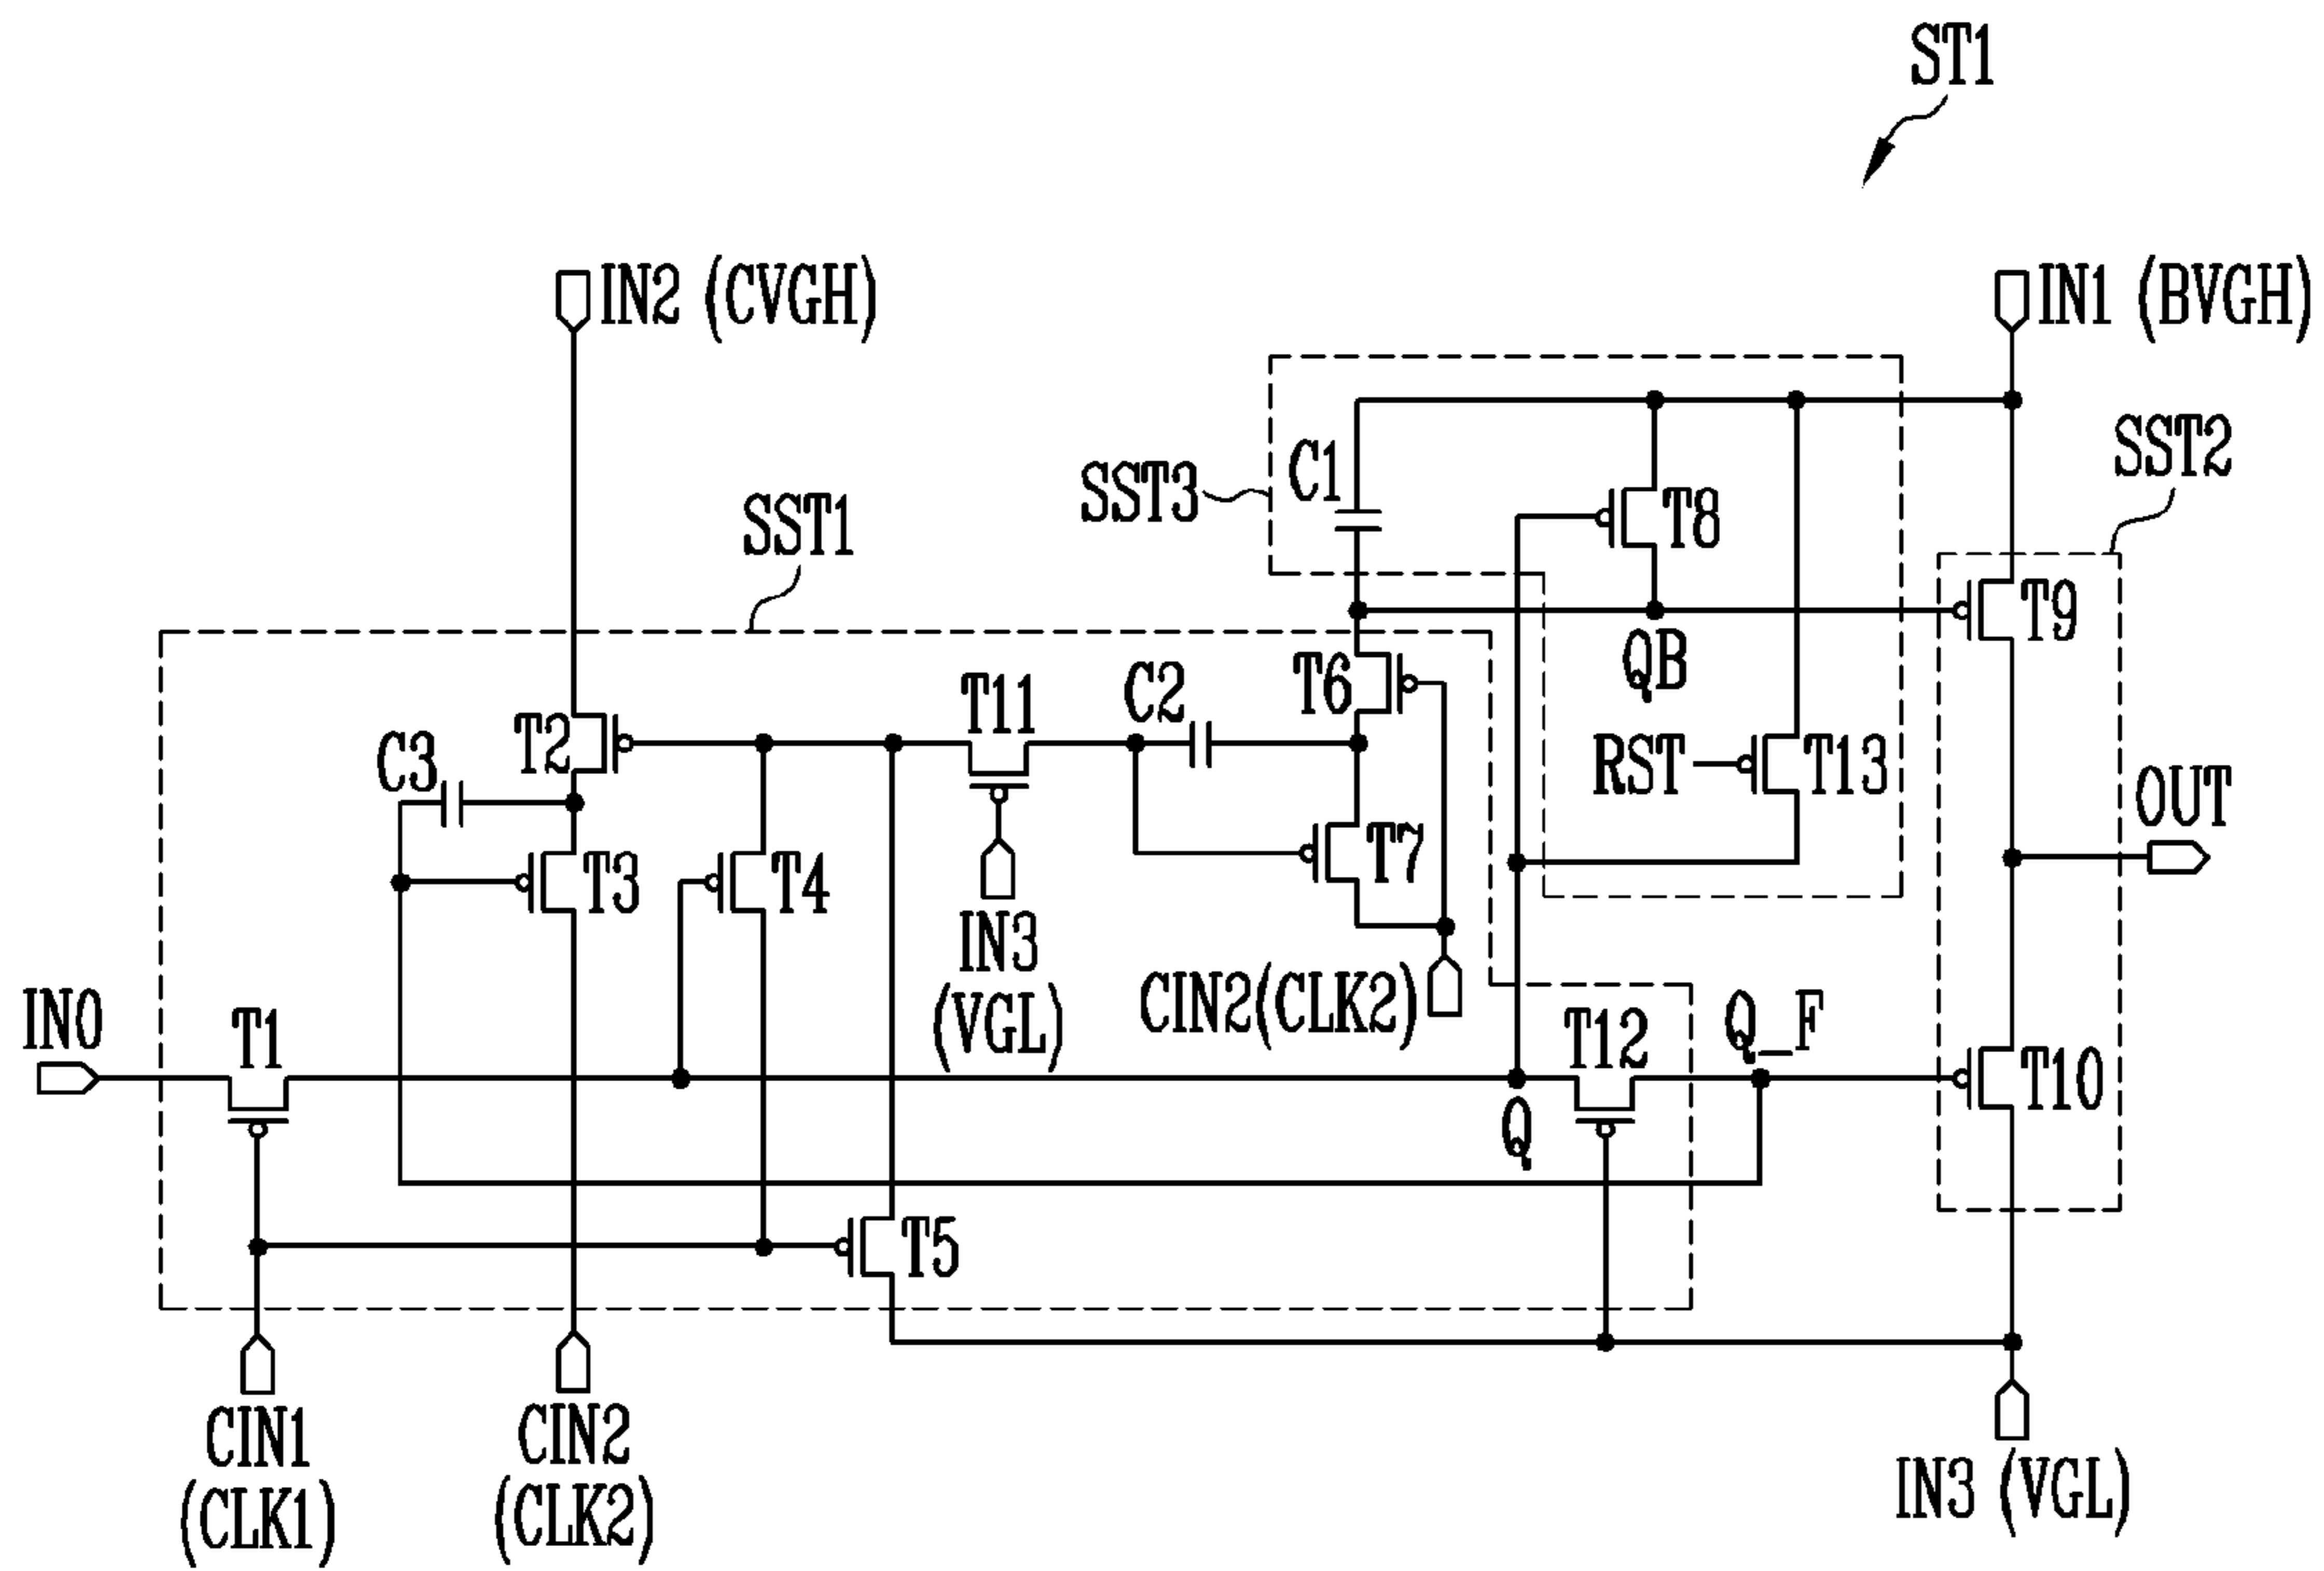 ST1
IN2 (CVGH)
IN1 (BVGH)
SST2
C1
SST3
SST1
T8
T9
QB
T6
C2
T11
T2
C3
RST
T13
OUT
T7
T3
T4
IN3
(VGL)
CIN2(CLK2)
IN0
T1
T12
Q_F
T10
Q
T5
CIN1
(CLK1)
CIN2
(CLK2)
IN3 (VGL)